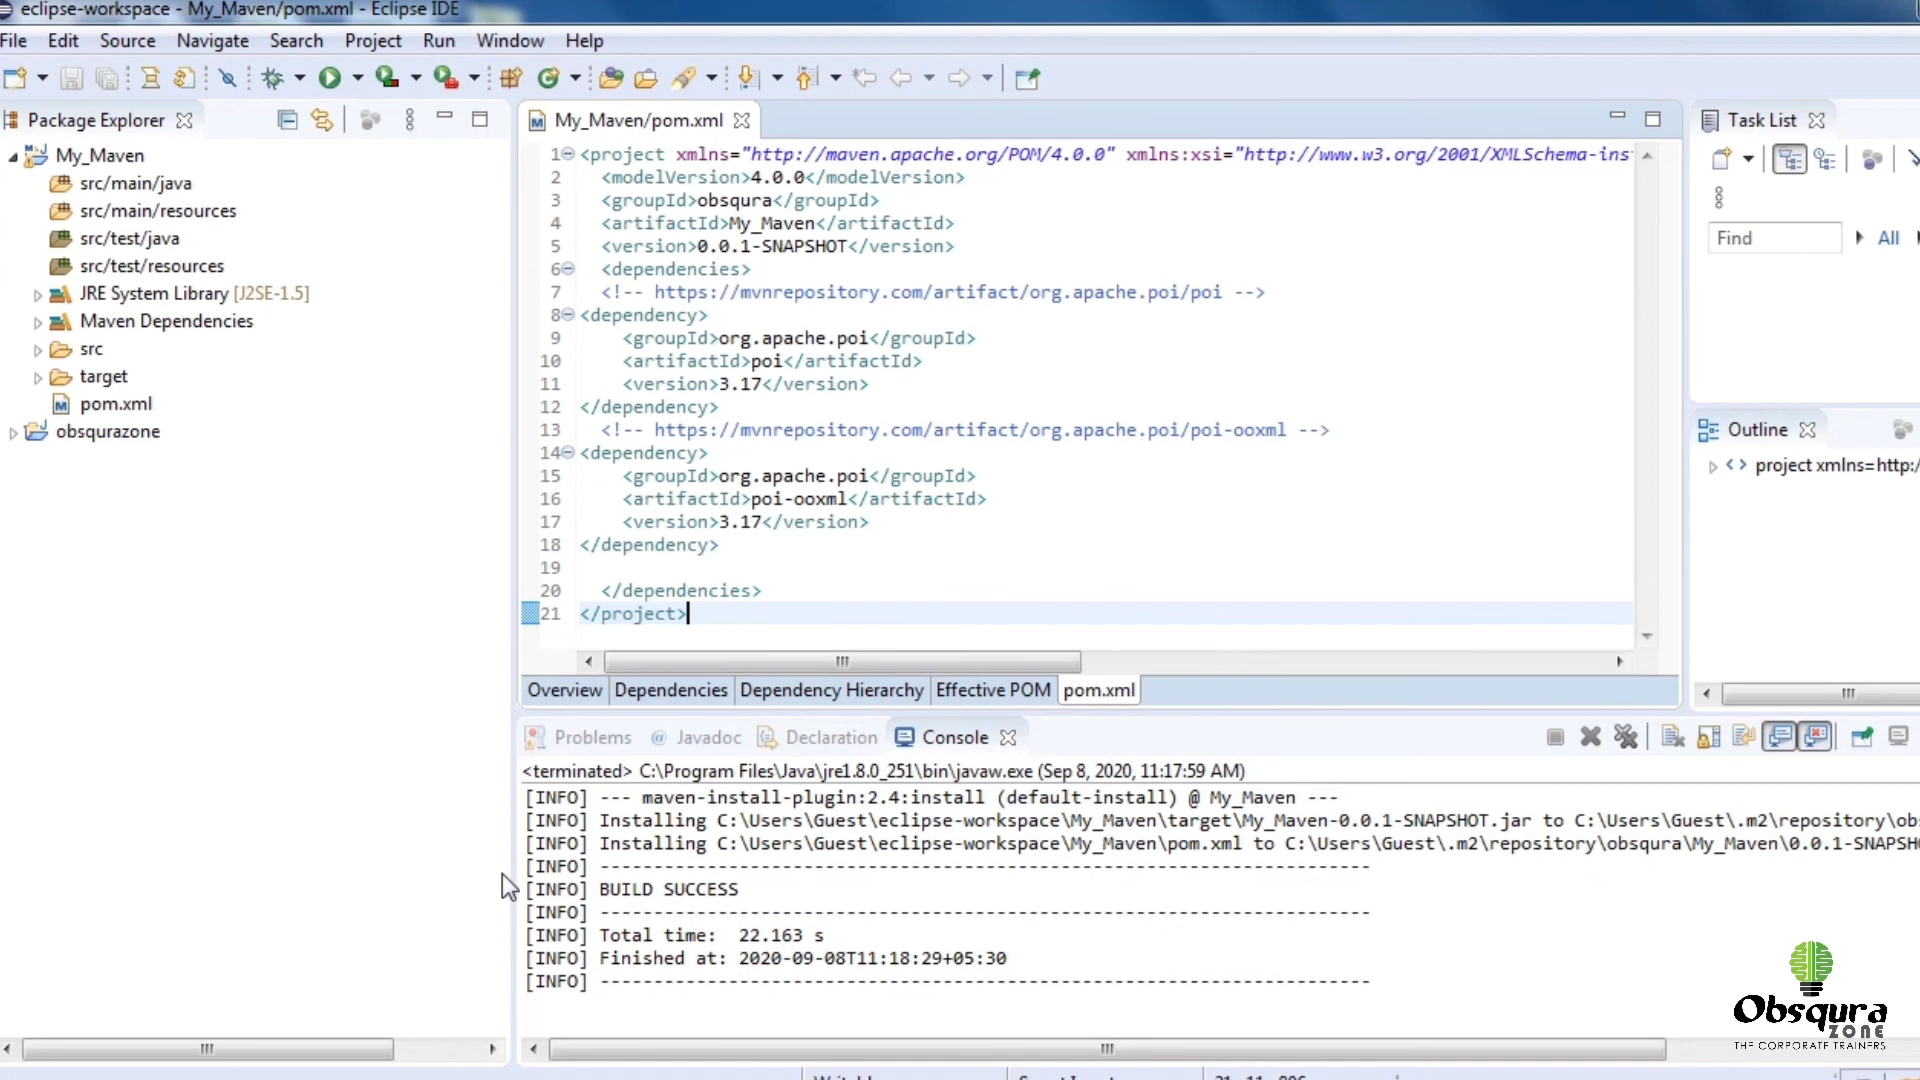 eclipse-workspace - My_Maven/pom.xml - Eclipse IDE
File Edit Source Navigate Search Project Run Window Help
Package Explorer
My_Maven
src/main/java
src/main/resources
src/test/java
src/test/resources
JRE System Library [J2SE-1.5]
Maven Dependencies
src
target
pom.xml
obsqurazone
My_Maven/pom.xml
1 <project xmlns="http://maven.apache.org/POM/4.0.0" xmlns:xsi="http://www.w3.org/2001/XMLSchema-ins
2 <modelVersion>4.0.0</modelVersion>
3 <groupId>obsqura</groupId>
4 <artifactId>My_Maven</artifactId>
5 <version>0.0.1-SNAPSHOT</version>
6 <dependencies>
7 <!-- https://mvnrepository.com/artifact/org.apache.poi/poi -->
8 <dependency>
9 <groupId>org.apache.poi</groupId>
10 <artifactId>poi</artifactId>
11 <version>3.17</version>
12 </dependency>
13 <!-- https://mvnrepository.com/artifact/org.apache.poi/poi-ooxml -->
14 <dependency>
15 <groupId>org.apache.poi</groupId>
16 <artifactId>poi-ooxml</artifactId>
17 <version>3.17</version>
18 </dependency>
19
20 </dependencies>
21 </project>
Overview Dependencies Dependency Hierarchy Effective POM pom.xml
Task List
Find All
Outline
project xmlns=http:/
Problems Javadoc Declaration Console
<terminated> C:\Program Files\Java\jre1.8.0_251\bin\javaw.exe (Sep 8, 2020, 11:17:59 AM)
[INFO] --- maven-install-plugin:2.4:install (default-install) @ My_Maven ---
[INFO] Installing C:\Users\Guest\eclipse-workspace\My_Maven\target\My_Maven-0.0.1-SNAPSHOT.jar to C:\Users\Guest\.m2\repository\obs
[INFO] Installing C:\Users\Guest\eclipse-workspace\My_Maven\pom.xml to C:\Users\Guest\.m2\repository\obsqura\My_Maven\0.0.1-SNAPSHO
[INFO] ------------------------------------------------------------------------
[INFO] BUILD SUCCESS
[INFO] ------------------------------------------------------------------------
[INFO] Total time: 22.163 s
[INFO] Finished at: 2020-09-08T11:18:29+05:30
[INFO] ------------------------------------------------------------------------
Obsqura
ZONE
THE CORPORATE TRAINERS